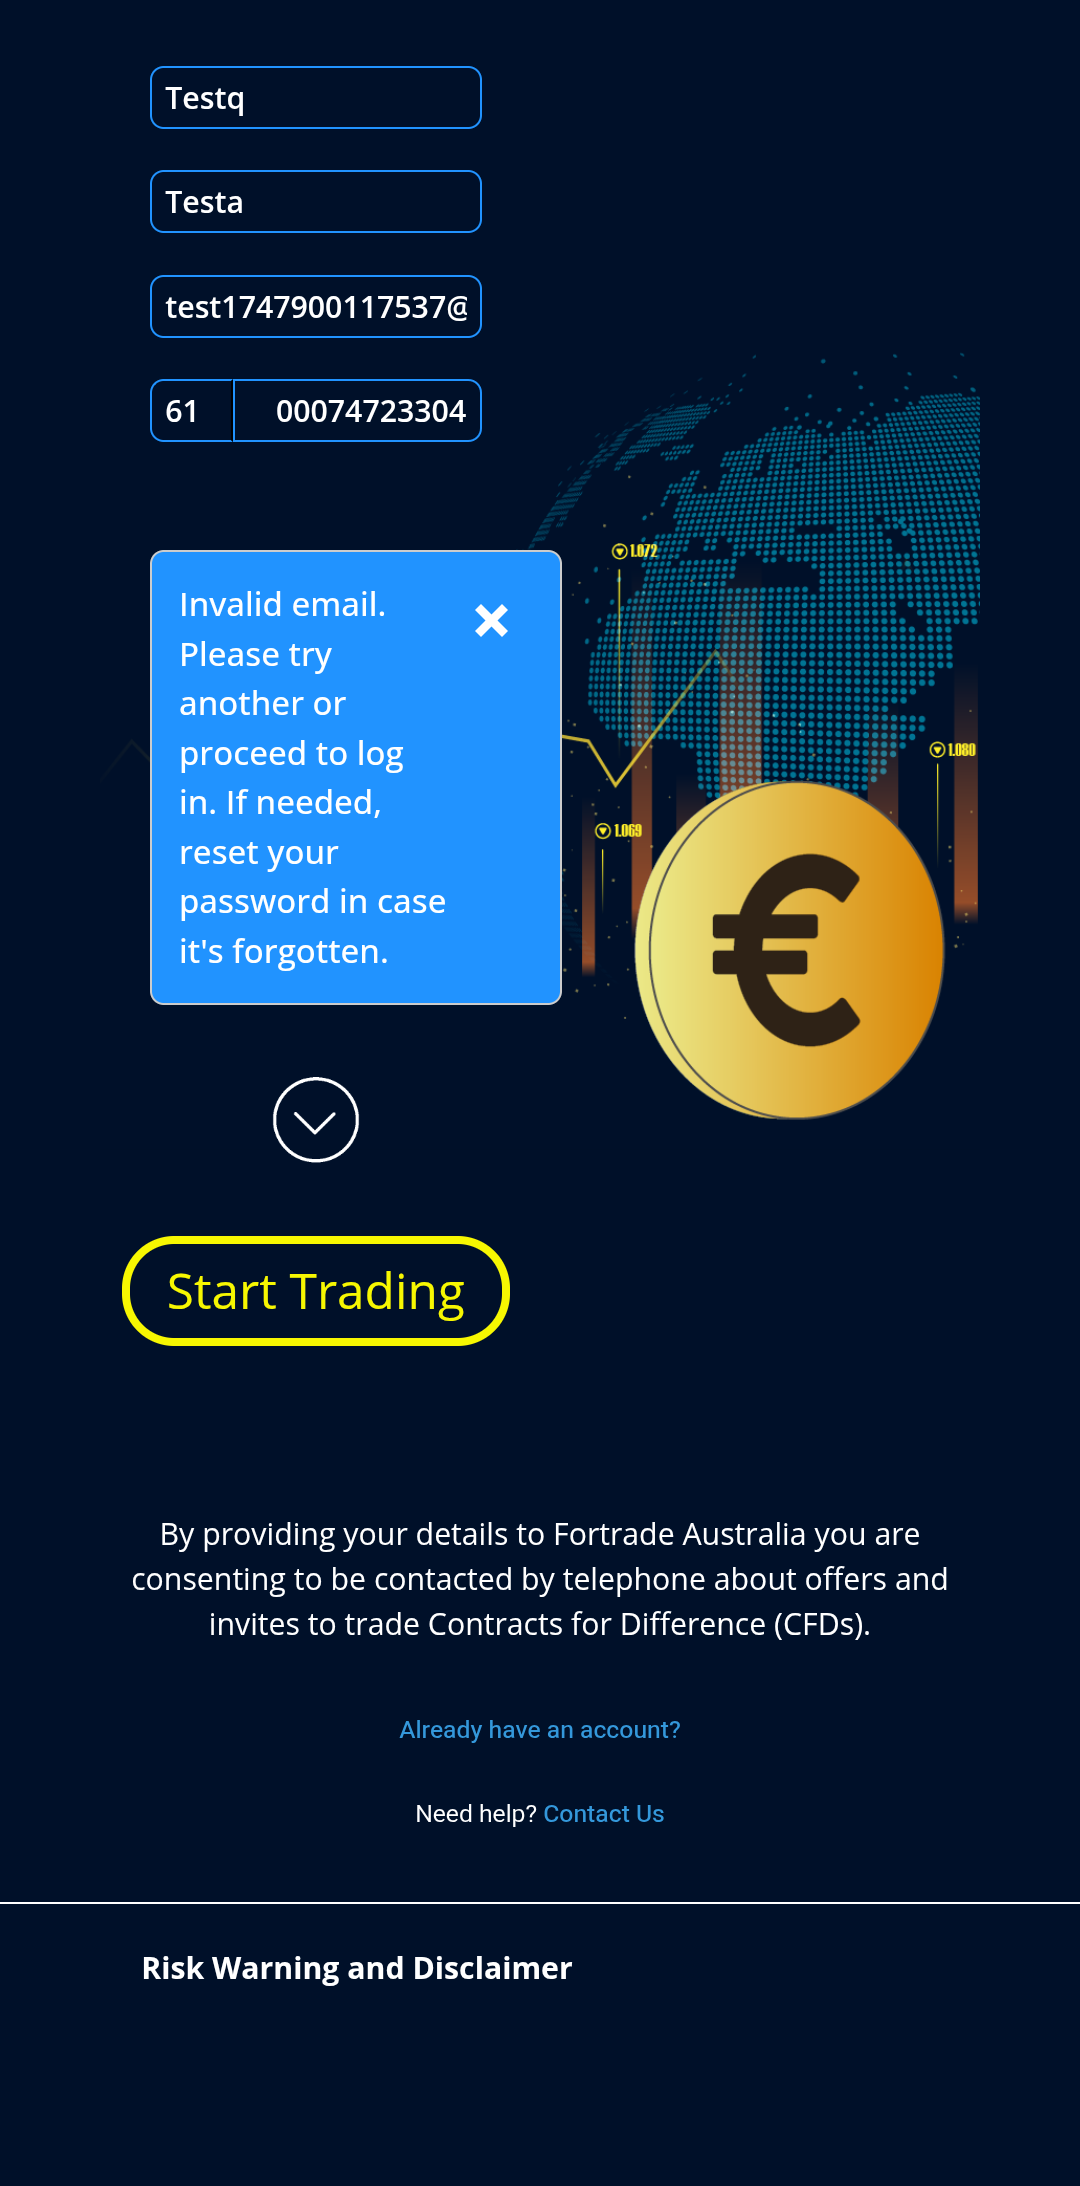 Testq
Testa
test1747900117537@
61 00074723304
1.072
Invalid email.
Please try
another or
proceed to log
in. If needed,
reset your
password in case
it's forgotten.
1.080
1.069
€
Start Trading
By providing your details to Fortrade Australia you are
consenting to be contacted by telephone about offers and
invites to trade Contracts for Difference (CFDs).
Already have an account?
Need help? Contact Us
Risk Warning and Disclaimer